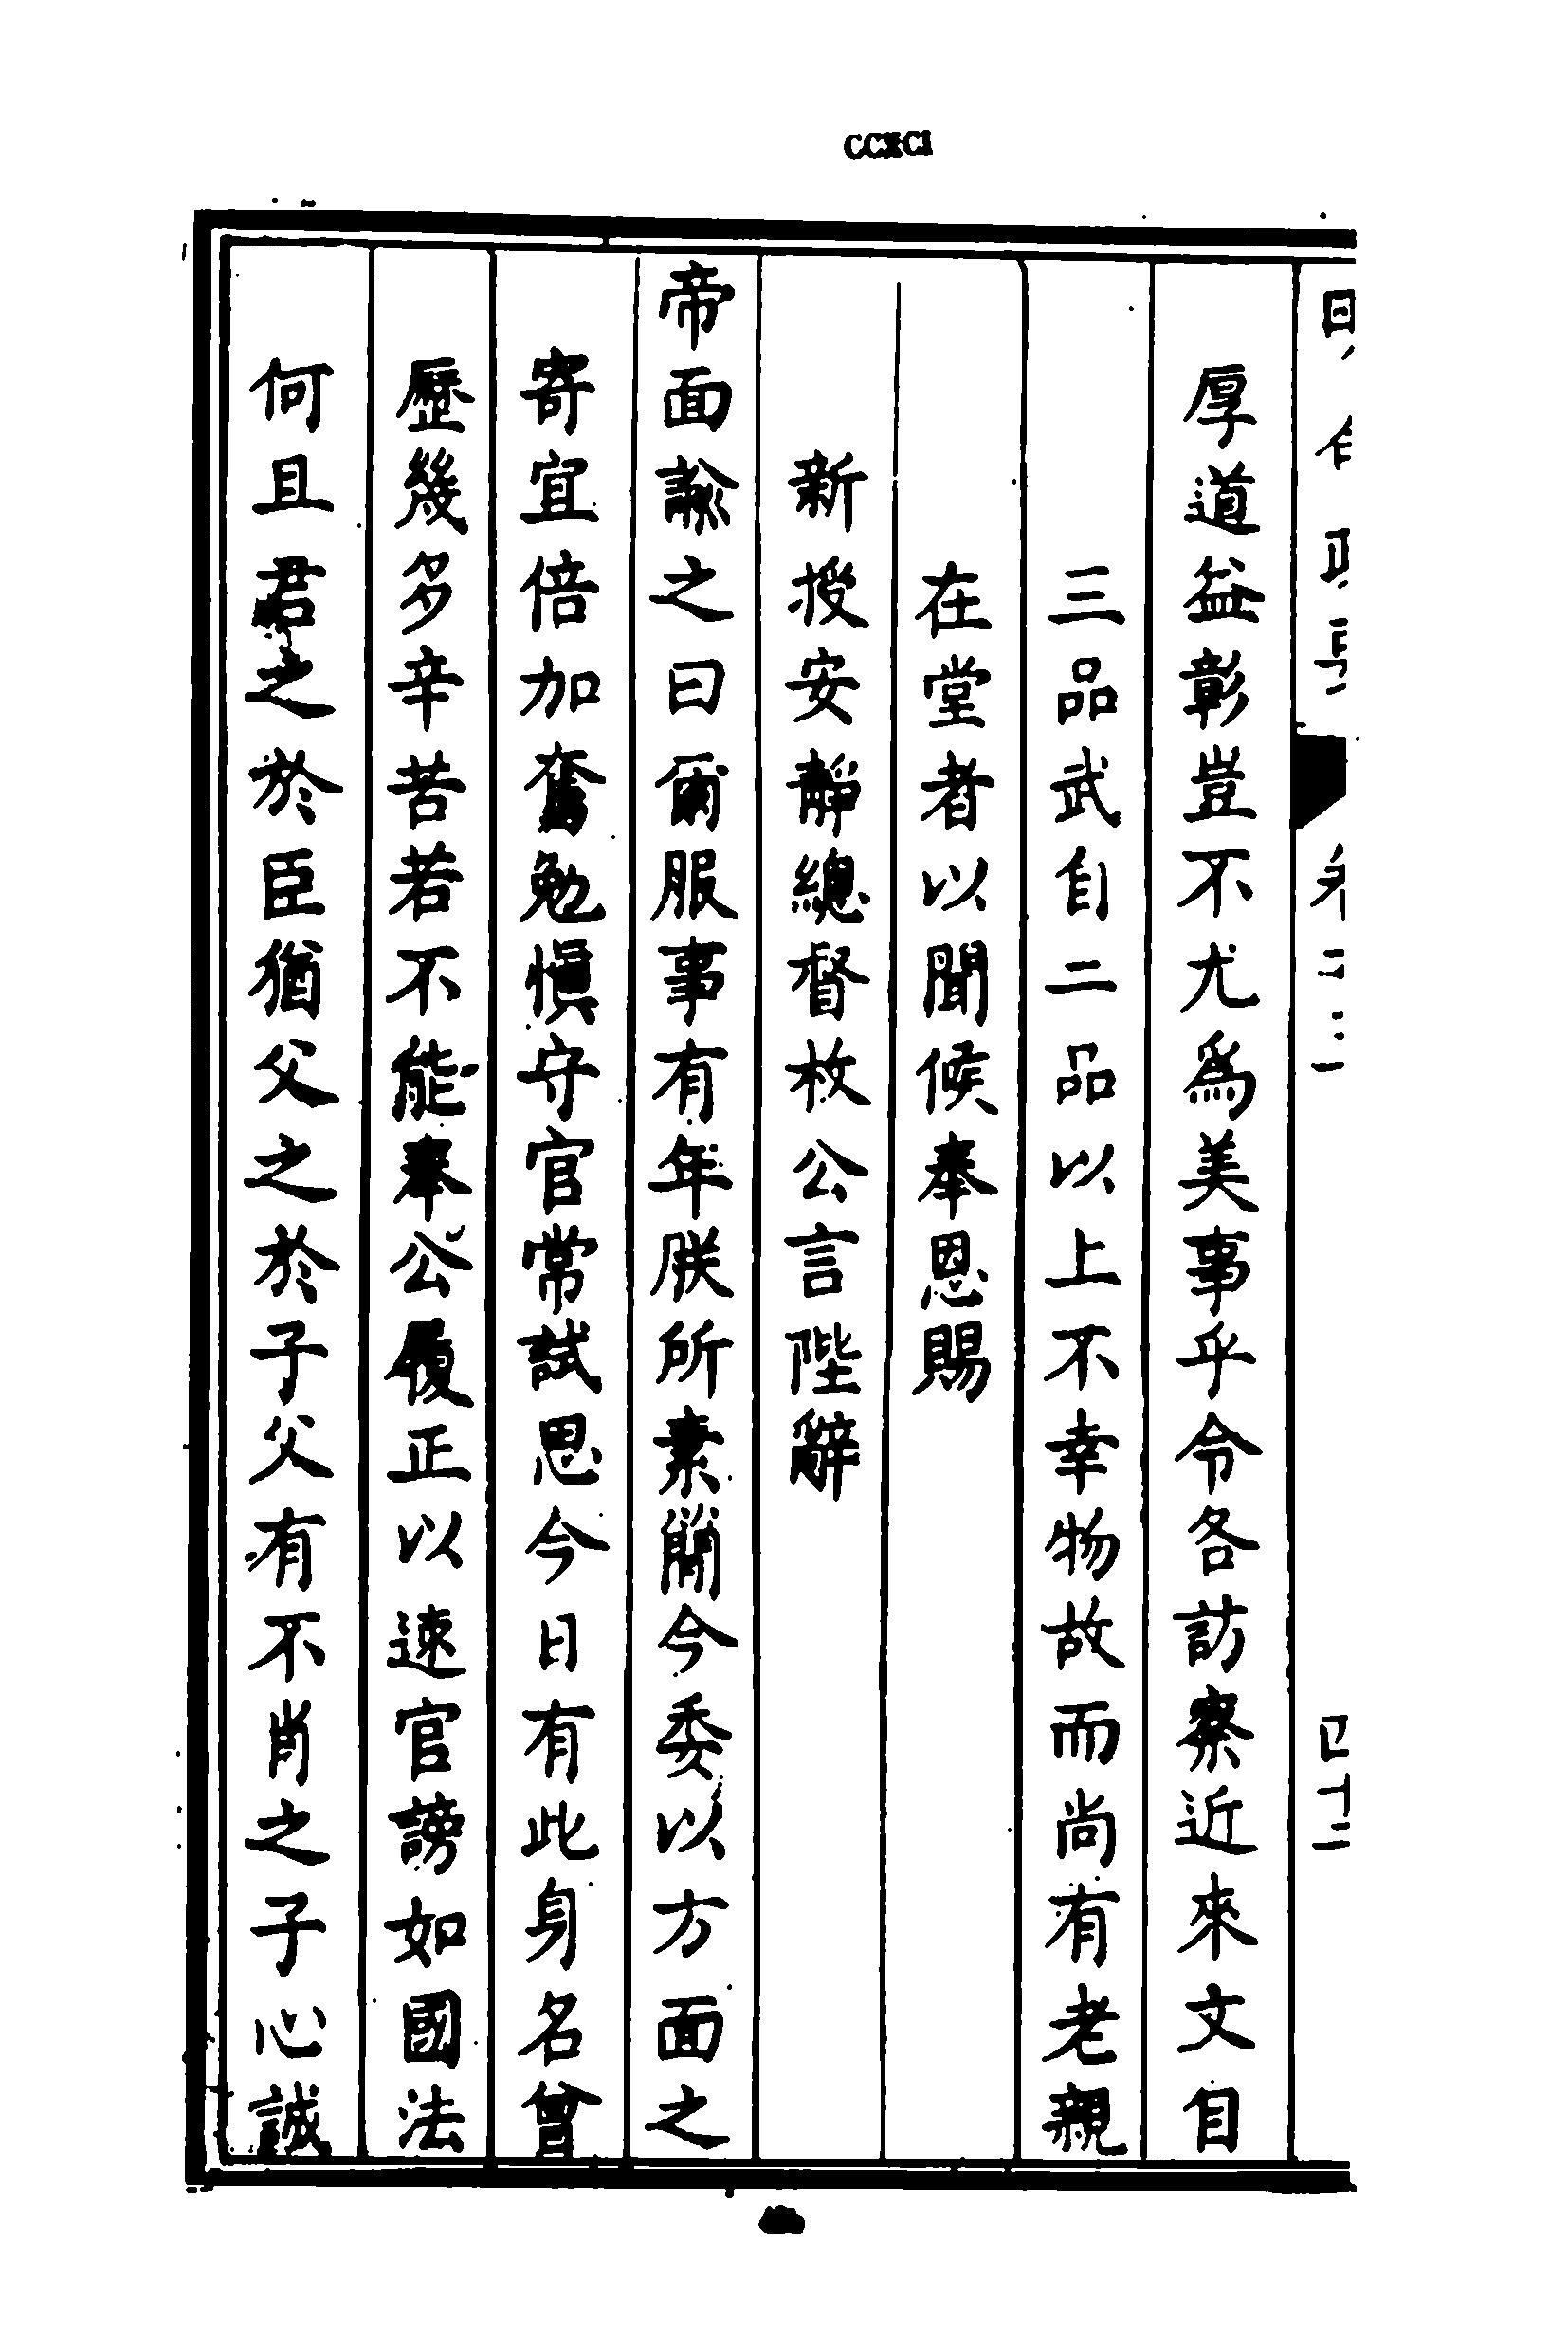 厚道益彰豈不尤爲美事乎令各訪察近來文自
三品武自二品以上不幸物故而尚有老親
在堂者以聞候奉恩賜
新授安靜總督枚公言陛辭
帝面諭之曰爾服事有年朕所素簡今委以方面之
寄宜倍加奮勉愼守官常試思今日有此身名曾
歷幾多辛苦若不能奉公履正以速官謗如國法
何且君之於臣猶父之於子父有不肖之子心誠